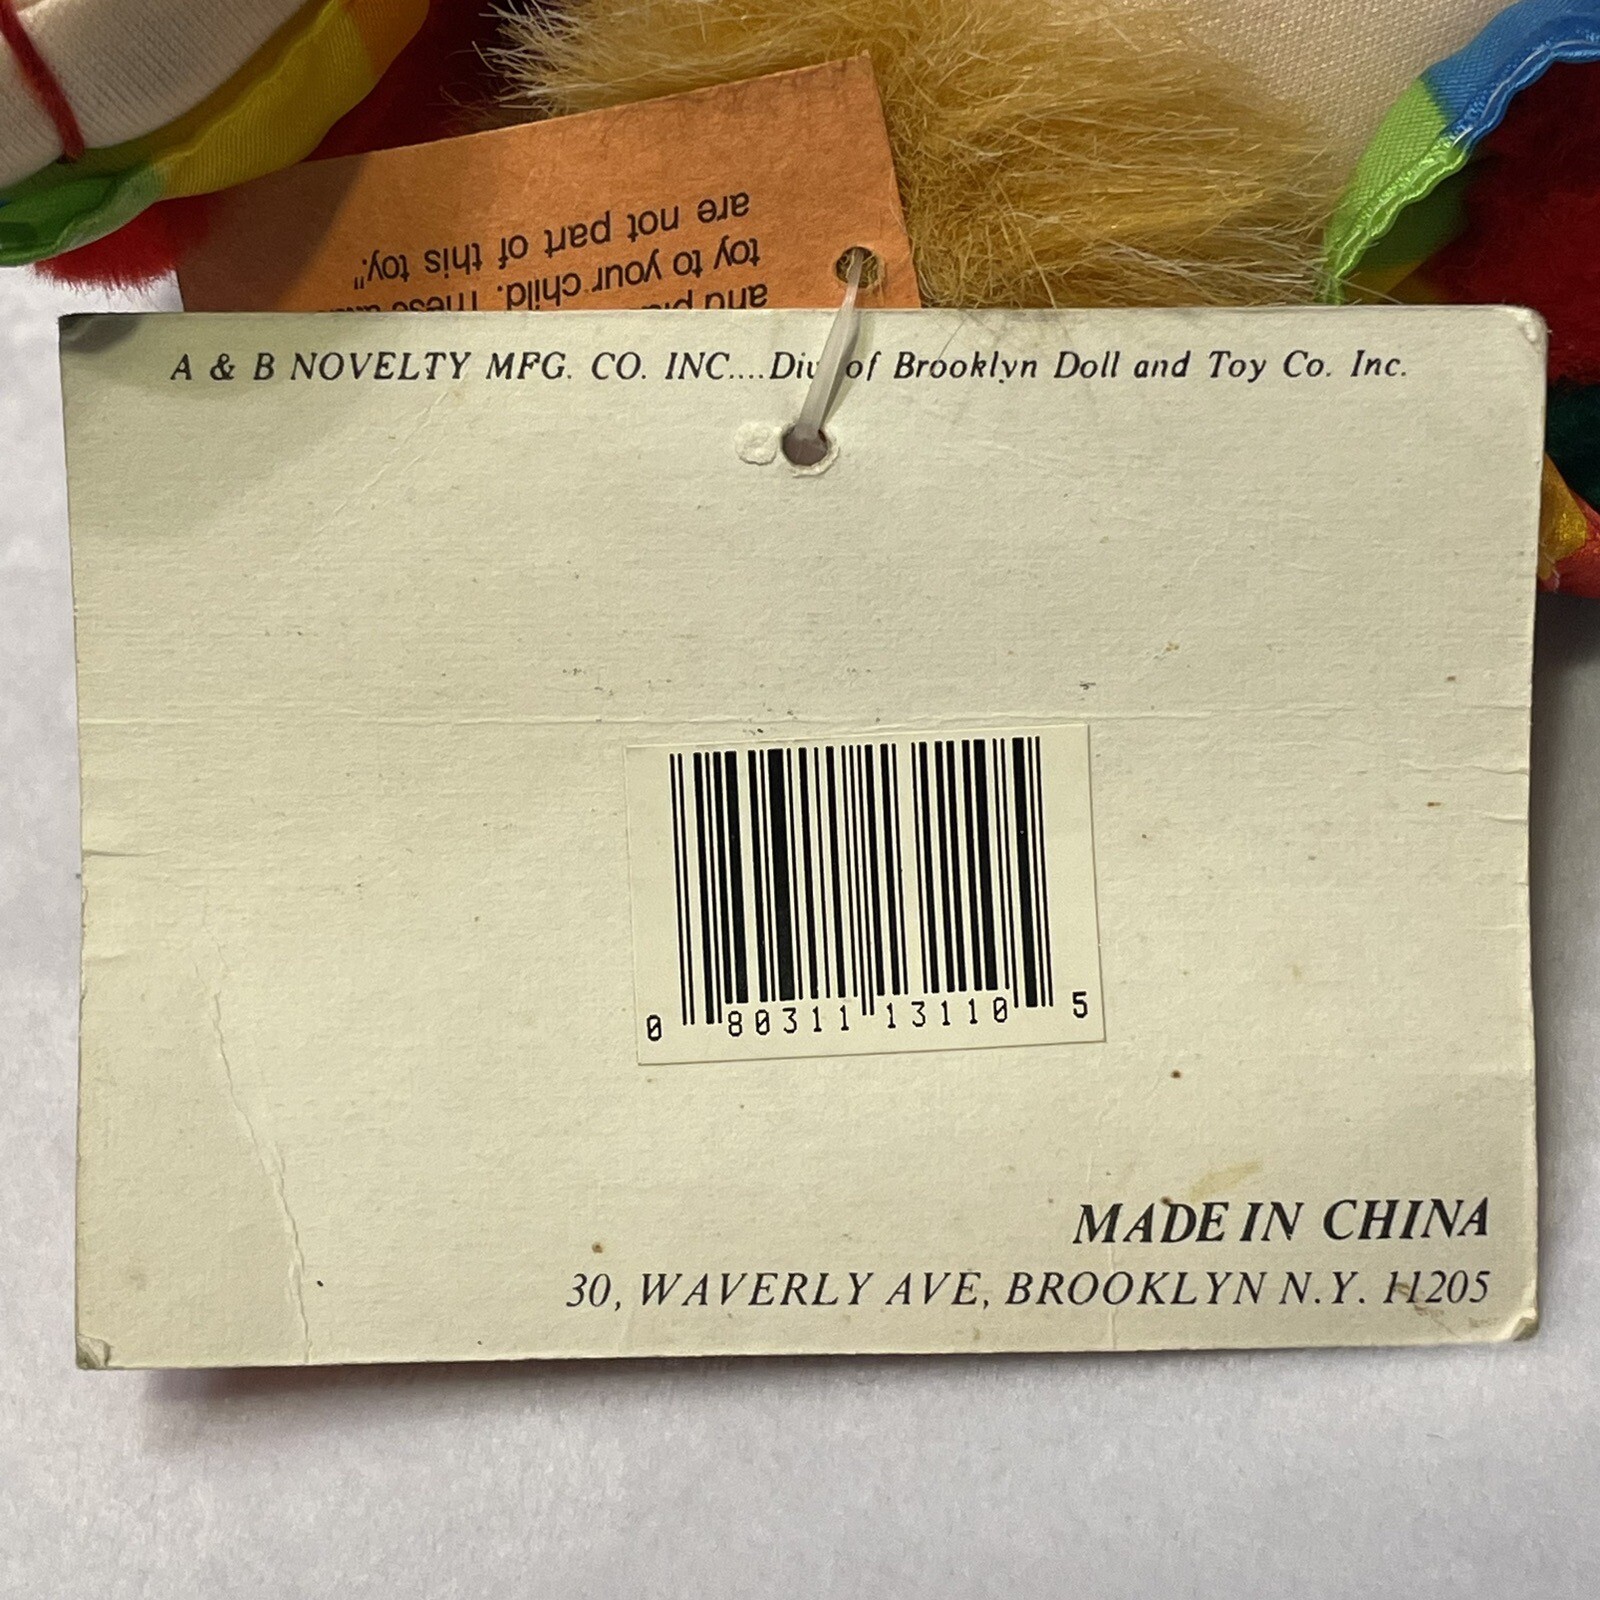 A & B NOVELTY MFG. CO. INC....Div of Brooklyn Doll and Toy Co. Inc.
0 80311 13110 5
MADE IN CHINA
30, WAVERLY AVE, BROOKLYN N.Y. 11205
and
toy to your child. These
are not part of this toy."